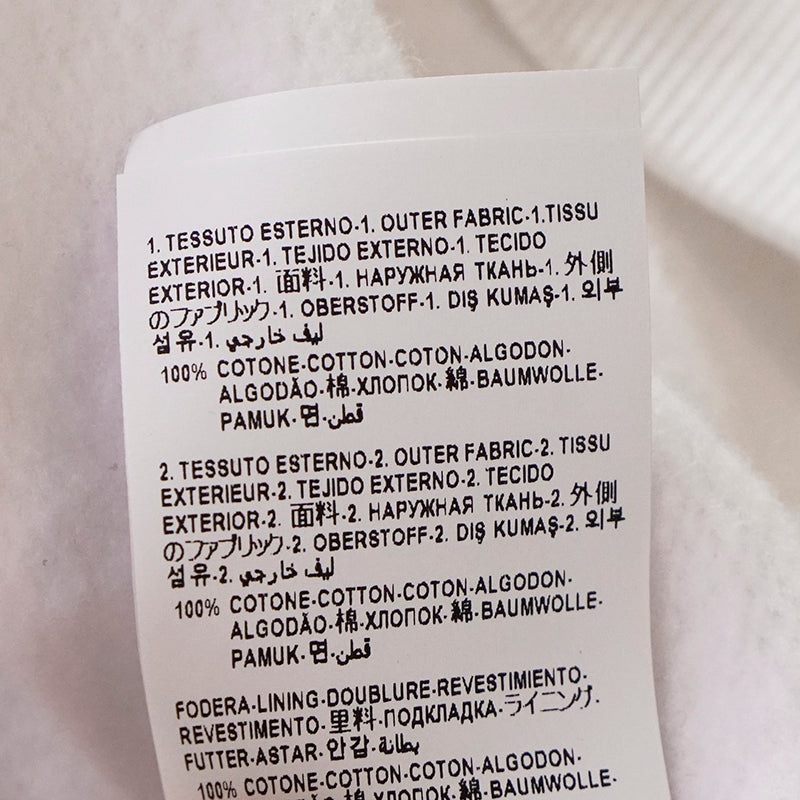 1. TESSUTO ESTERNO-1. OUTER FABRIC-1.TISSU
EXTERIEUR-1. TEJIDO EXTERNO-1. TECIDO
EXTERIOR-1. 面料-1. НАРУЖНАЯ ТКАНЬ-1. 外側
のファブリック-1. OBERSTOFF-1. DIŞ KUMAŞ-1. 외부
섬유-1. ليف خارجي
100% COTONE-COTTON-COTON-ALGODON-
ALGODÃO-棉-ХЛОПОК-綿-BAUMWOLLE-
PAMUK-면-قطن
2. TESSUTO ESTERNO-2. OUTER FABRIC-2. TISSU
EXTERIEUR-2. TEJIDO EXTERNO-2. TECIDO
EXTERIOR-2. 面料-2. НАРУЖНАЯ ТКАНЬ-2. 外側
のファブリック-2. OBERSTOFF-2. DIŞ KUMAŞ-2. 외부
섬유-2. ليف خارجي
100% COTONE-COTTON-COTON-ALGODON-
ALGODÃO-棉-ХЛОПОК-綿-BAUMWOLLE-
PAMUK-면-قطن
FODERA-LINING-DOUBLURE-REVESTIMIENTO-
REVESTIMENTO-里料-ПОДКЛАДКА-ライニング-
FUTTER-ASTAR-안감-بطانة
100% COTONE-COTTON-COTON-ALGODON-
ALGODÃO-棉-ХЛОПОК-綿-BAUMWOLLE-